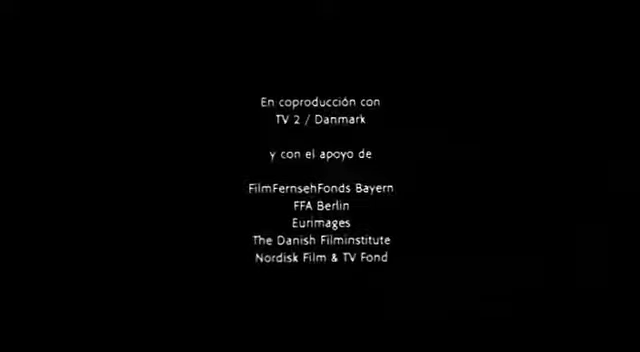 En coproducción con
TV 2 / Danmark
y con el apoyo de
FilmFernsehFonds Bayern
FFA Berlin
Eurimages
The Danish Filminstitute
Nordisk Film & TV Fond